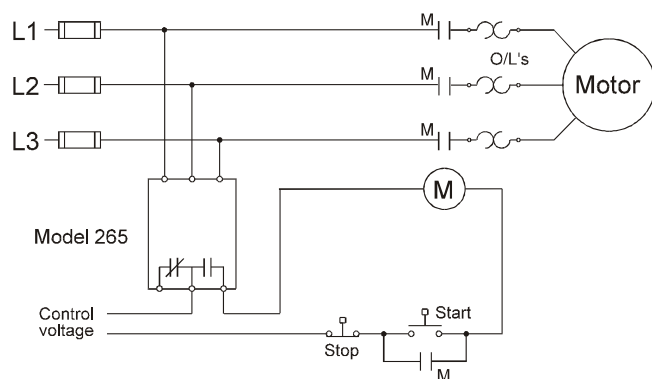 L1
M
O/L's
L2
M
Motor
L3
M
Model 265
M
Control
voltage
Start
Stop
M